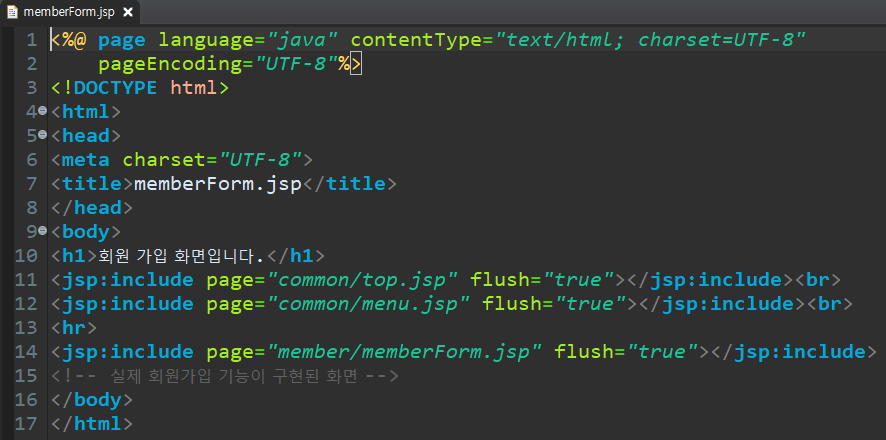 memberForm.jsp
1 <%@ page language="java" contentType="text/html; charset=UTF-8"
2     pageEncoding="UTF-8"%>
3 <!DOCTYPE html>
4 <html>
5 <head>
6 <meta charset="UTF-8">
7 <title>memberForm.jsp</title>
8 </head>
9 <body>
10 <h1>회원 가입 화면입니다.</h1>
11 <jsp:include page="common/top.jsp" flush="true"></jsp:include><br>
12 <jsp:include page="common/menu.jsp" flush="true"></jsp:include><br>
13 <hr>
14 <jsp:include page="member/memberForm.jsp" flush="true"></jsp:include>
15 <!-- 실제 회원가입 기능이 구현된 화면 -->
16 </body>
17 </html>